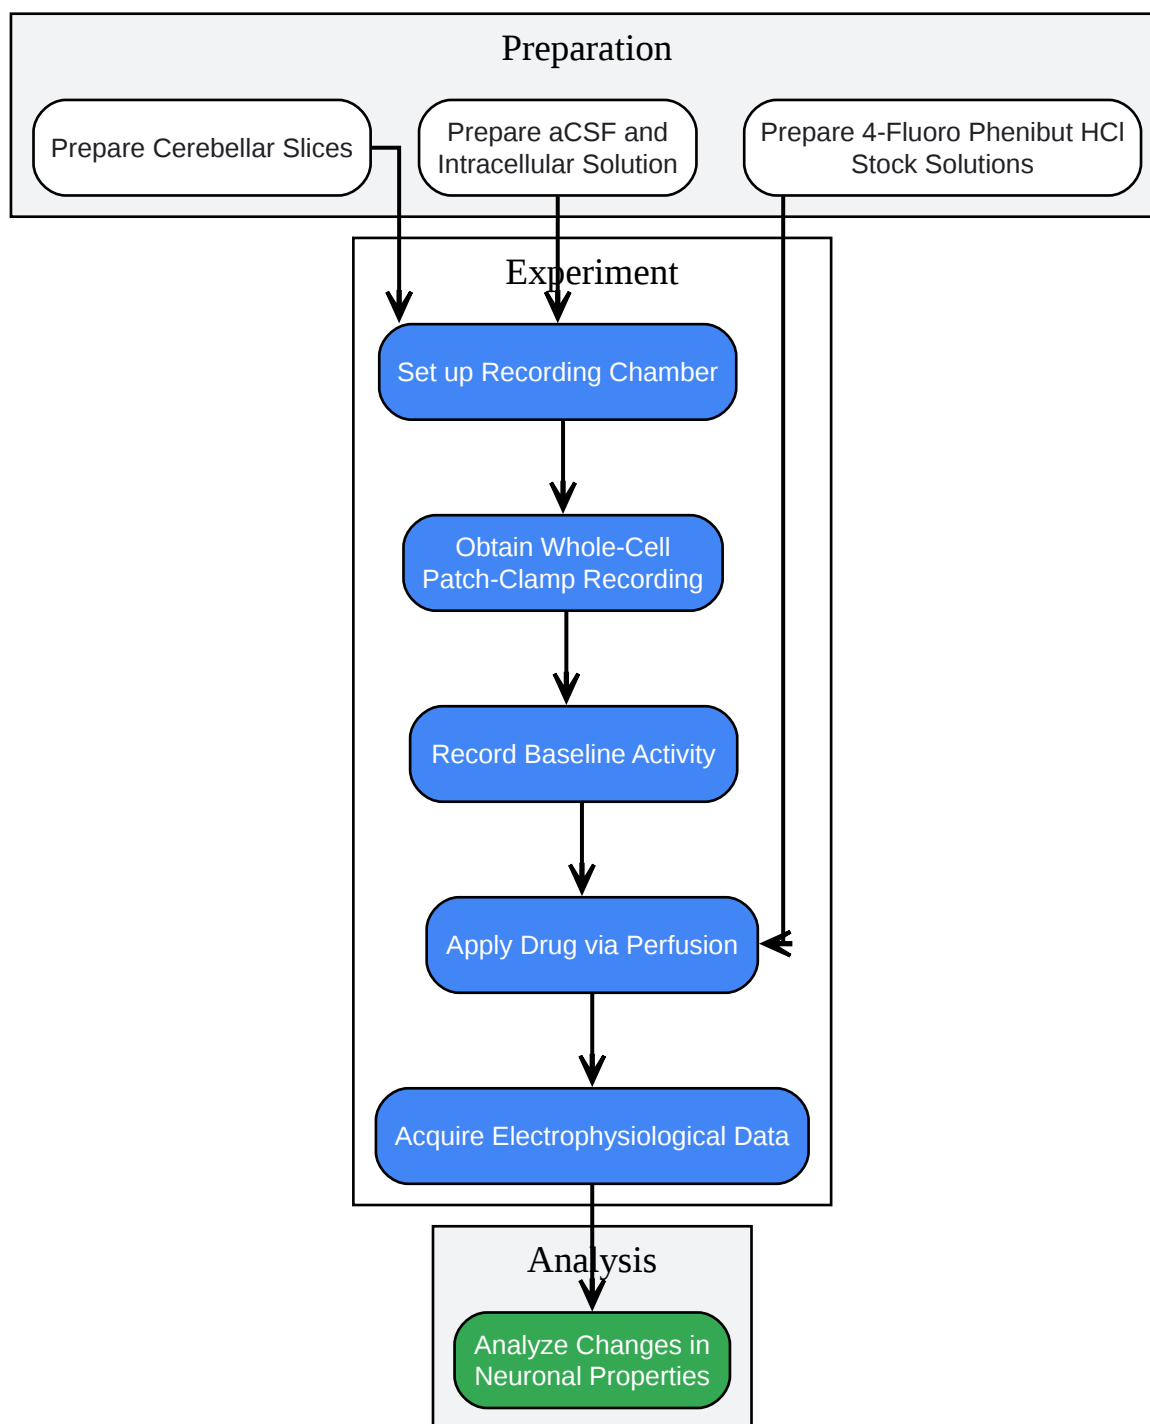 Preparation
Prepare Cerebellar Slices
Prepare aCSF and
Intracellular Solution
Prepare 4-Fluoro Phenibut HCl
Stock Solutions
Experiment
Set up Recording Chamber
Obtain Whole-Cell
Patch-Clamp Recording
Record Baseline Activity
Apply Drug via Perfusion
Acquire Electrophysiological Data
Analysis
Analyze Changes in
Neuronal Properties